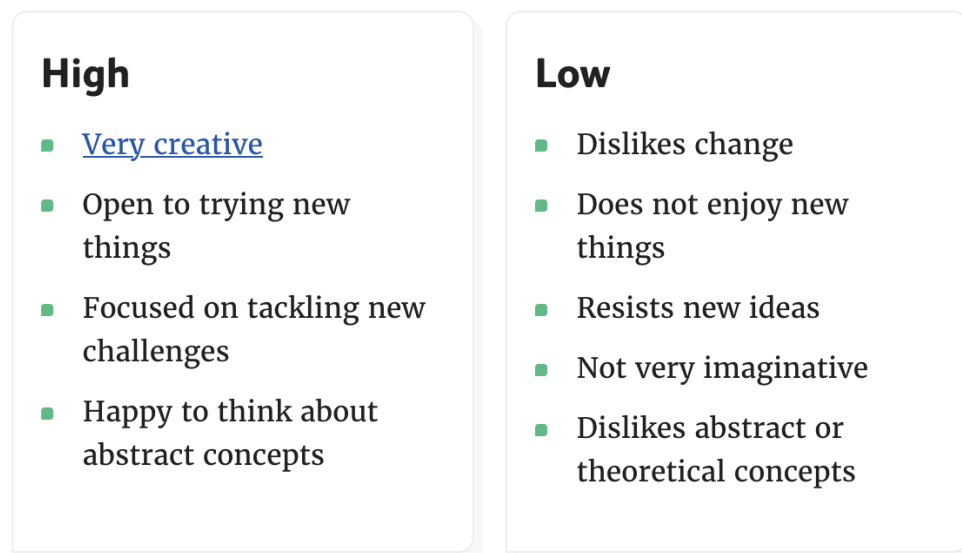 High
Very creative
Open to trying new
things
Focused on tackling new
challenges
Happy to think about
abstract concepts
Low
Dislikes change
Does not enjoy new
things
Resists new ideas
Not very imaginative
Dislikes abstract or
theoretical concepts